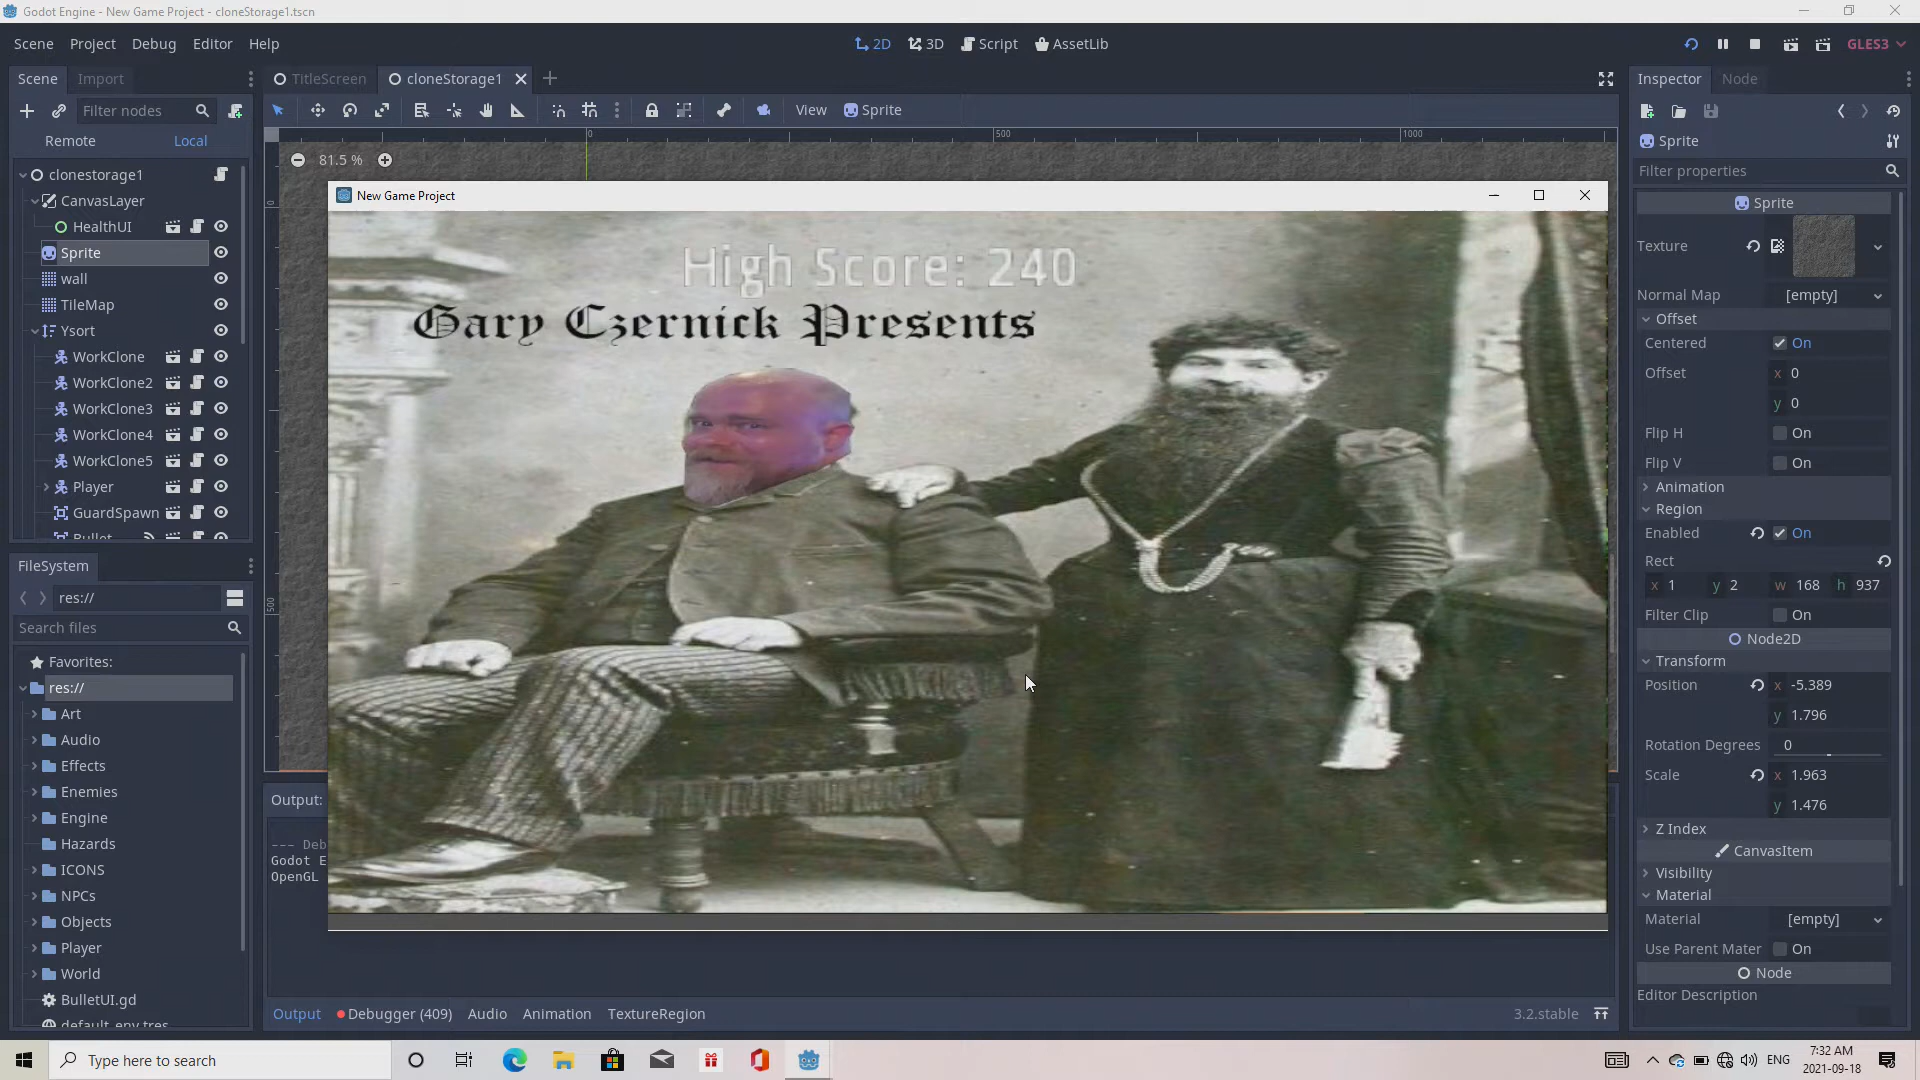 Godot Engine - New Game Project - cloneStorage1.tscn
Scene Project Debug Editor Help
2D 3D Script AssetLib
GLES3
Scene Import
TitleScreen cloneStorage1
Inspector Node
Filter nodes
View Sprite
Remote Local
Sprite
81.5 %
0 500 1000
0
500
Filter properties
clonestorage1
CanvasLayer
HealthUI
Sprite
wall
TileMap
Ysort
WorkClone
WorkClone2
WorkClone3
WorkClone4
WorkClone5
Player
GuardSpawn
Bullet
New Game Project
High Score: 240
Gary Czernick Presents
Sprite
Texture
Normal Map [empty]
Offset
Centered On
Offset x 0
y 0
Flip H On
Flip V On
Animation
Region
Enabled On
Rect
x 1 y 2 w 168 h 937
Filter Clip On
Node2D
Transform
Position x -5.389
y 1.796
Rotation Degrees 0
Scale x 1.963
y 1.476
Z Index
CanvasItem
Visibility
Material
Material [empty]
Use Parent Mater On
Node
Editor Description
FileSystem
res://
Search files
Favorites:
res://
Art
Audio
Effects
Enemies
Engine
Hazards
ICONS
NPCs
Objects
Player
World
BulletUI.gd
default_env.tres
Output:
--- Deb
Godot E
OpenGL
Output Debugger (409) Audio Animation TextureRegion
3.2.stable
Type here to search
ENG
7:32 AM
2021-09-18